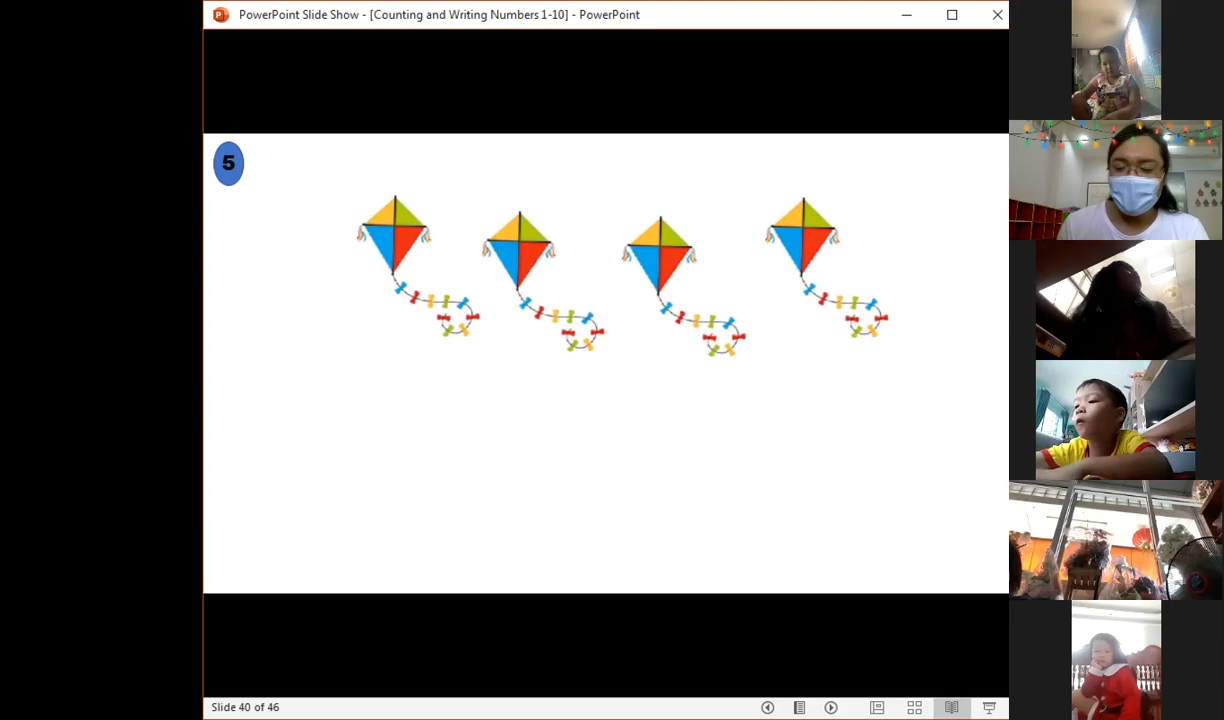 PowerPoint Slide Show - [Counting and Writing Numbers 1-10] - PowerPoint
5
Slide 40 of 46